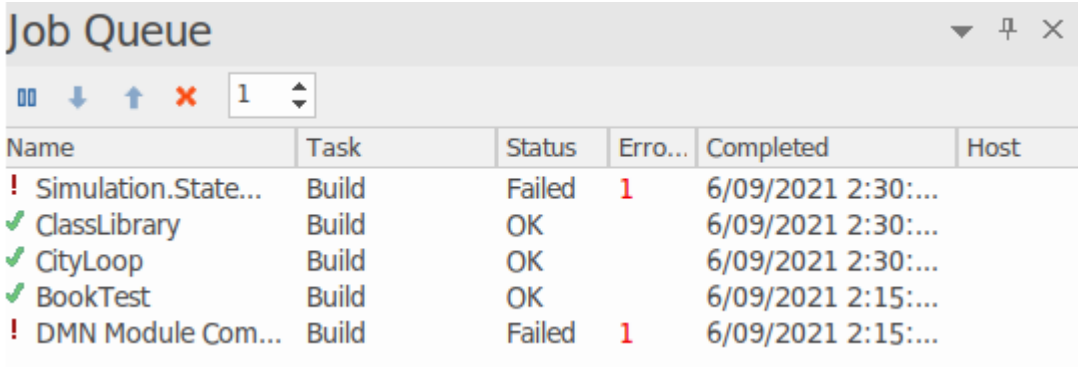 Job Queue
1
Name Task Status Erro... Completed Host
! Simulation.State... Build Failed 1 6/09/2021 2:30:...
ClassLibrary Build OK 6/09/2021 2:30:...
CityLoop Build OK 6/09/2021 2:30:...
BookTest Build OK 6/09/2021 2:15:...
! DMN Module Com... Build Failed 1 6/09/2021 2:15:...